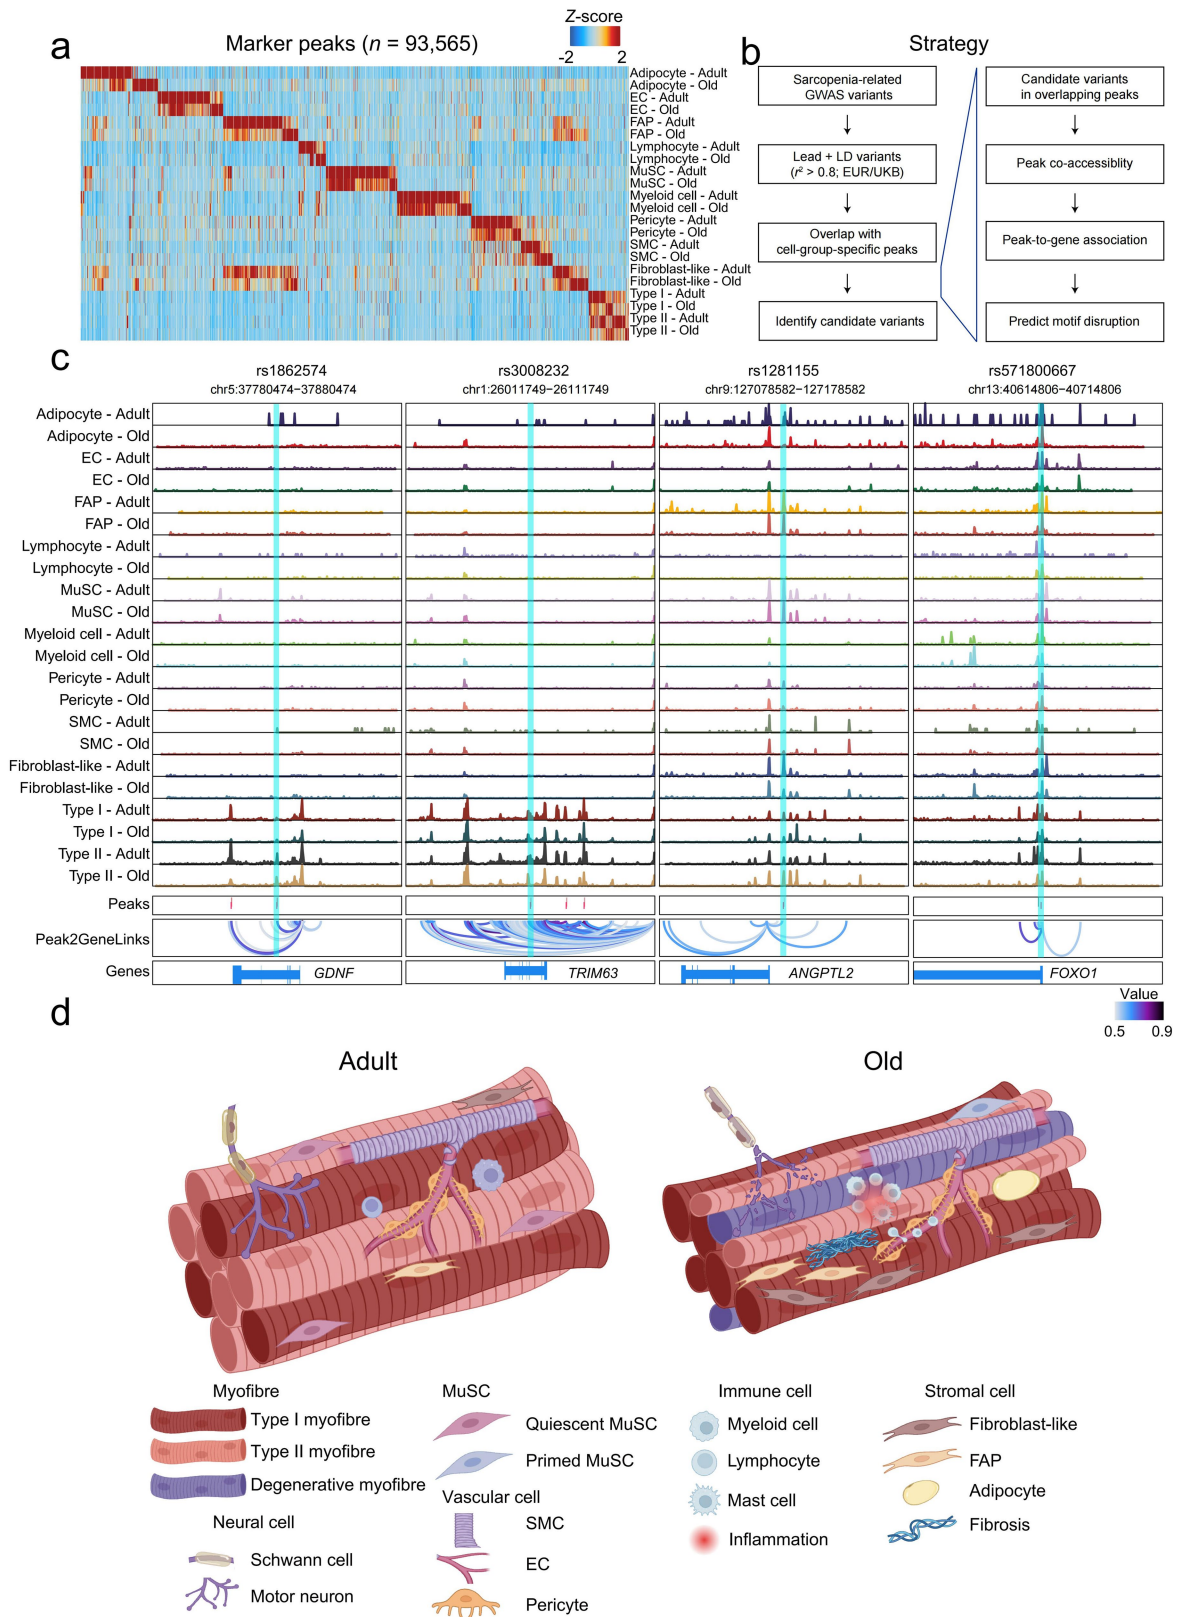 a
Marker peaks (n = 93,565)
Z-score
-2 2
Adipocyte - Adult
Adipocyte - Old
EC - Adult
EC - Old
FAP - Adult
FAP - Old
Lymphocyte - Adult
Lymphocyte - Old
MuSC - Adult
MuSC - Old
Myeloid cell - Adult
Myeloid cell - Old
Pericyte - Adult
Pericyte - Old
SMC - Adult
SMC - Old
Fibroblast-like - Adult
Fibroblast-like - Old
Type I - Adult
Type I - Old
Type II - Adult
Type II - Old
b
Strategy
Sarcopenia-related
GWAS variants
Lead + LD variants
(r² > 0.8; EUR/UKB)
Overlap with
cell-group-specific peaks
Identify candidate variants
Candidate variants
in overlapping peaks
Peak co-accessiblity
Peak-to-gene association
Predict motif disruption
c
rs1862574
chr5:37780474−37880474
rs3008232
chr1:26011749−26111749
rs1281155
chr9:127078582−127178582
rs571800667
chr13:40614806−40714806
Adipocyte - Adult
Adipocyte - Old
EC - Adult
EC - Old
FAP - Adult
FAP - Old
Lymphocyte - Adult
Lymphocyte - Old
MuSC - Adult
MuSC - Old
Myeloid cell - Adult
Myeloid cell - Old
Pericyte - Adult
Pericyte - Old
SMC - Adult
SMC - Old
Fibroblast-like - Adult
Fibroblast-like - Old
Type I - Adult
Type I - Old
Type II - Adult
Type II - Old
Peaks
Peak2GeneLinks
Genes
GDNF
TRIM63
ANGPTL2
FOXO1
Value
0.5 0.9
d
Adult
Old
Myofibre
Type I myofibre
Type II myofibre
Degenerative myofibre
Neural cell
Schwann cell
Motor neuron
MuSC
Quiescent MuSC
Primed MuSC
Vascular cell
SMC
EC
Pericyte
Immune cell
Myeloid cell
Lymphocyte
Mast cell
Inflammation
Stromal cell
Fibroblast-like
FAP
Adipocyte
Fibrosis